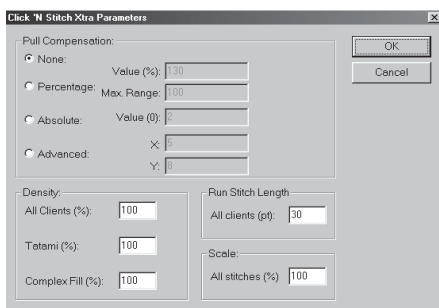 Click 'N Stitch Xtra Parameters
Pull Compensation:
None:
Value (%): 130
Percentage: Max. Range: 100
Absolute: Value (0): 2
X: 5
Advanced:
Y: 8
OK
Cancel
Density:
All Clients (%): 100
Tatami (%): 100
Complex Fill (%): 100
Run Stitch Length
All clients (pt): 30
Scale:
All stitches (%) 100